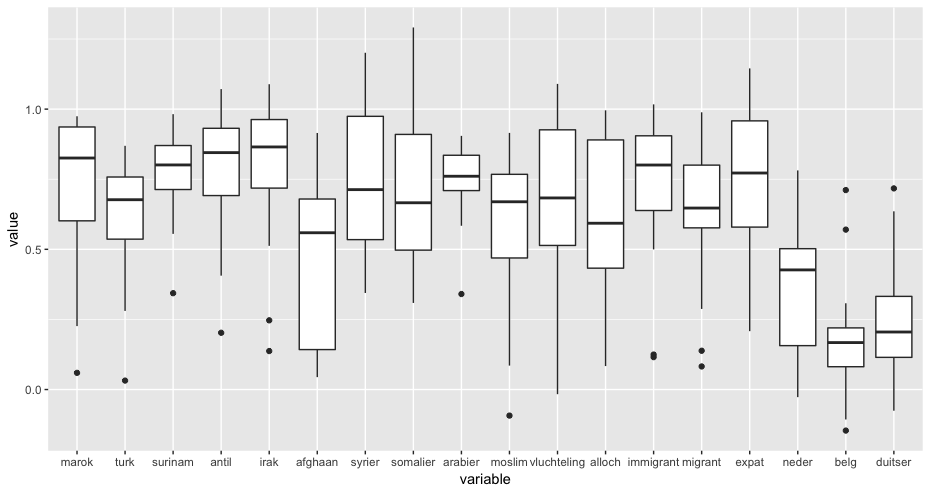 value
1.0
0.5
0.0
marok turk surinam antil irak afghaan syrier somalier arabier moslim vluchteling alloch immigrant migrant expat neder belg duitser
variable